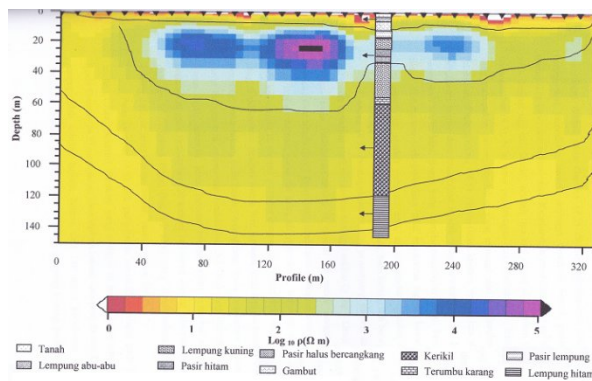 0
20
40
60
80
100
120
140
Depth (m)
40 80 120 160 200 240 280 320
Profile (m)
0 1 2 3 4 5
Log 10 ρ(Ω m)
Tanah Lempung kuning Pasir halus bercangkang Kerikil Pasir lempung
Lempung abu-abu Pasir hitam Gambut Terumbu karang Lempung hitam